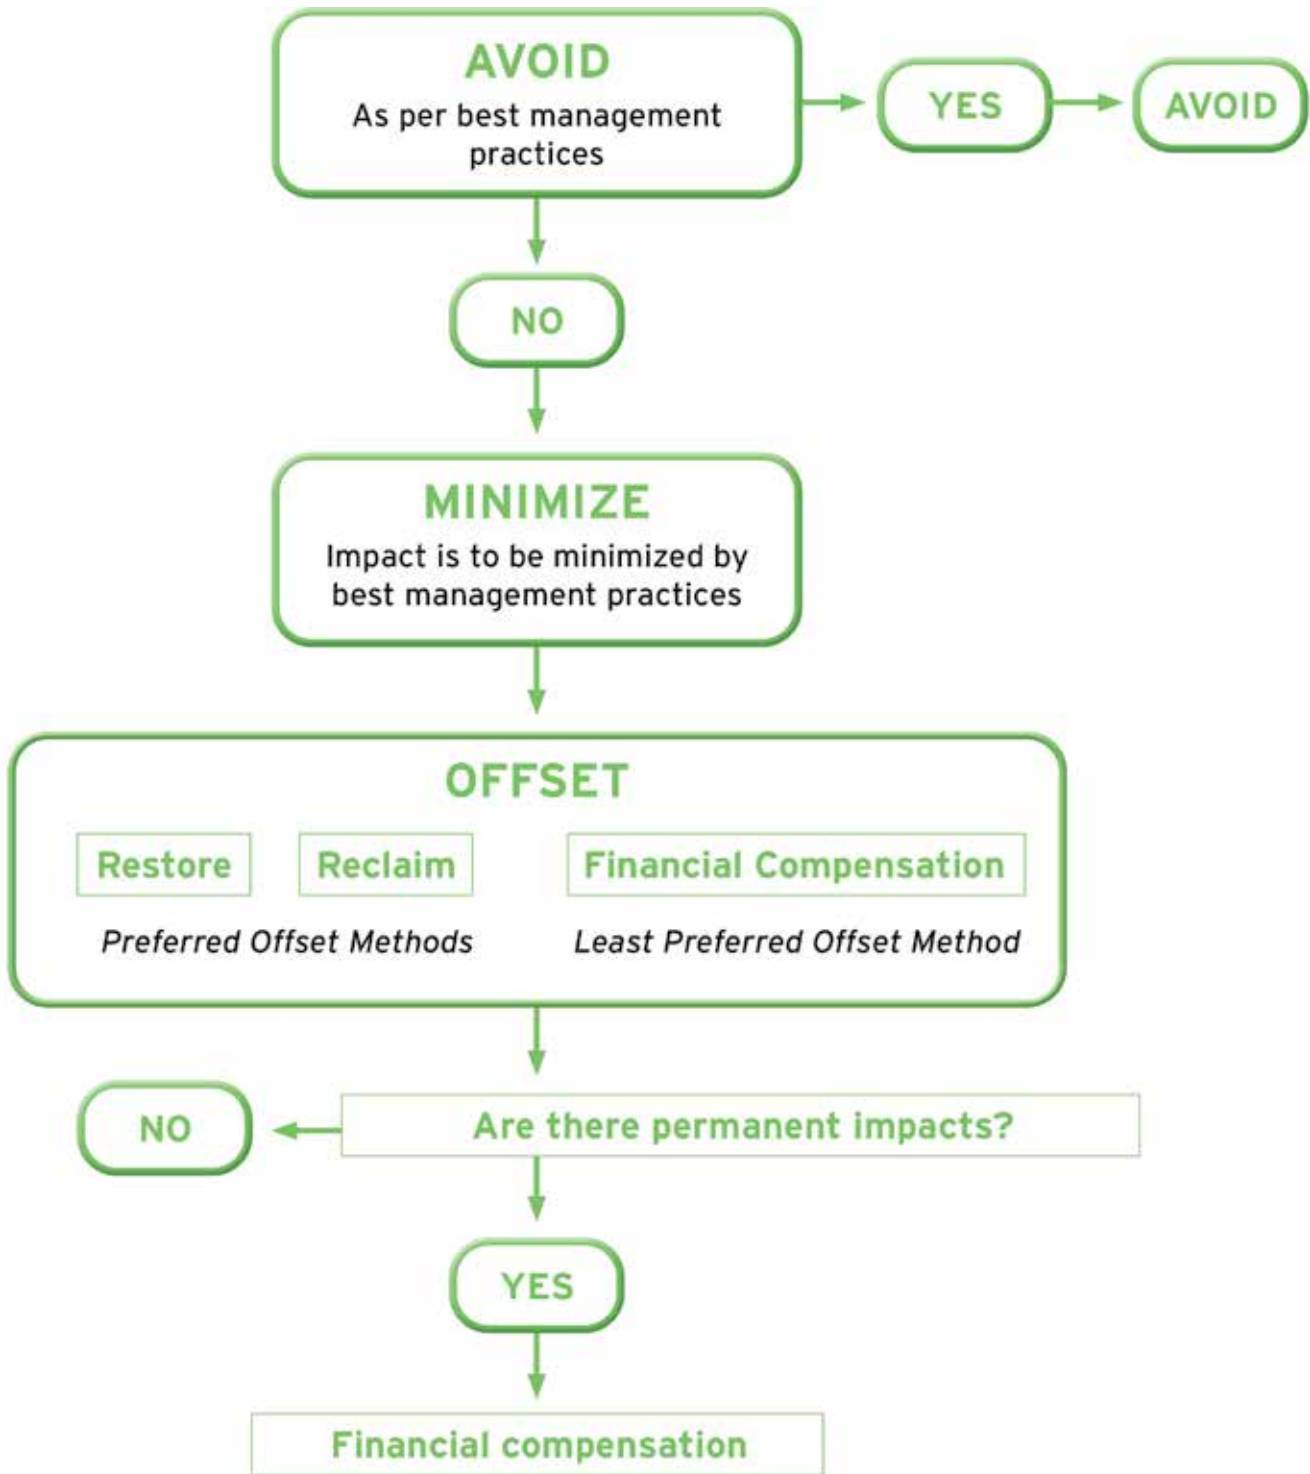 AVOID
As per best management
practices
YES
AVOID
NO
MINIMIZE
Impact is to be minimized by
best management practices
OFFSET
Restore
Reclaim
Financial Compensation
Preferred Offset Methods
Least Preferred Offset Method
Are there permanent impacts?
NO
YES
Financial compensation